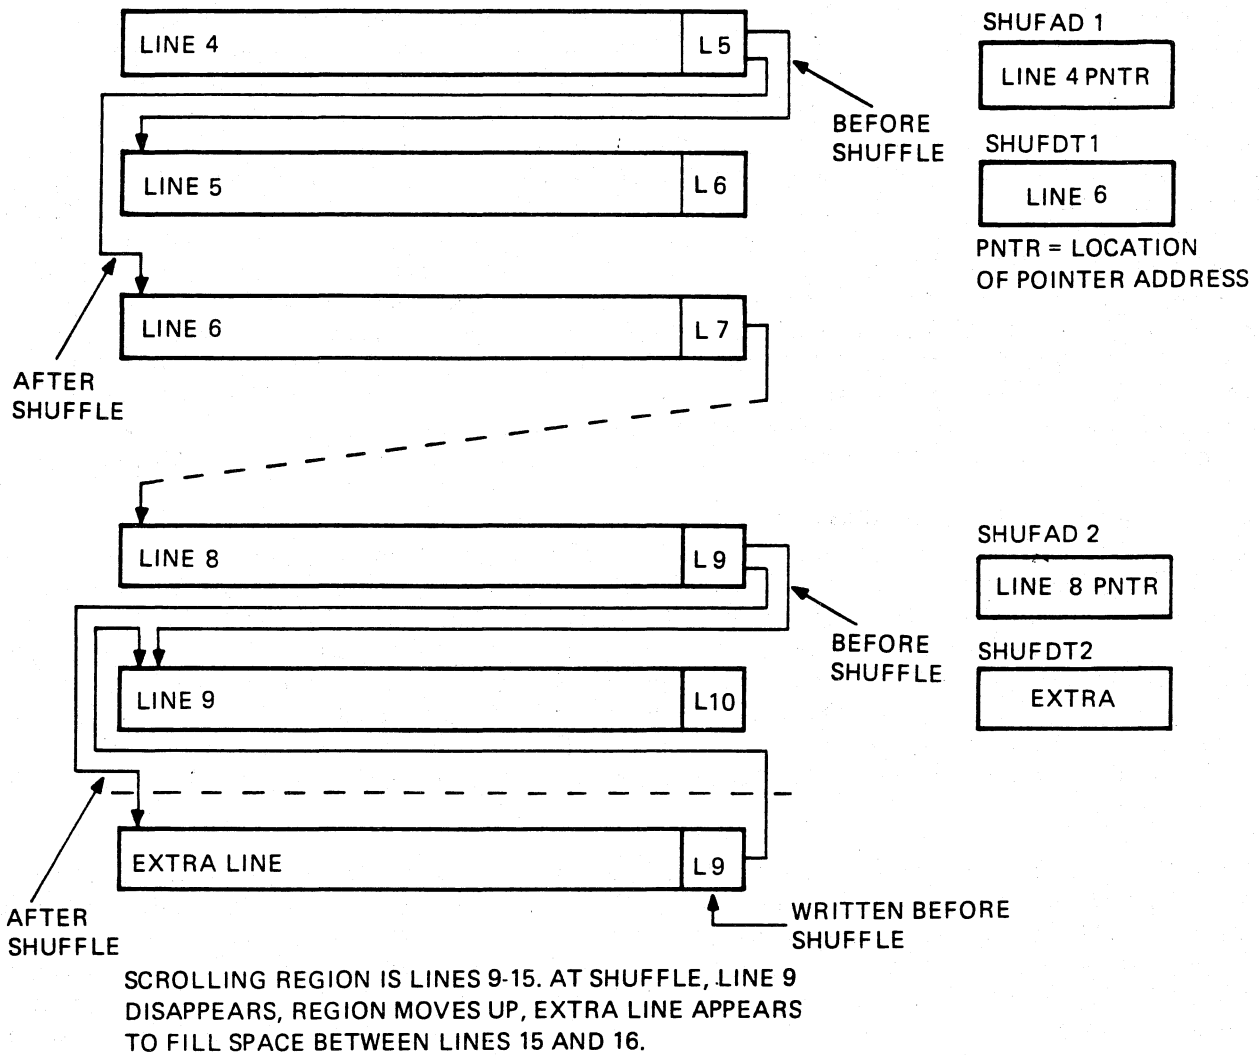 LINE 4
L5
SHUFAD 1
LINE 4 PNTR
BEFORE
SHUFFLE
SHUFDT1
LINE 6
PNTR = LOCATION
OF POINTER ADDRESS
LINE 5
L6
LINE 6
L7
AFTER
SHUFFLE
LINE 8
L9
SHUFAD 2
LINE 8 PNTR
BEFORE
SHUFFLE
SHUFDT2
EXTRA
LINE 9
L10
EXTRA LINE
L9
AFTER
SHUFFLE
WRITTEN BEFORE
SHUFFLE
SCROLLING REGION IS LINES 9-15. AT SHUFFLE, LINE 9
DISAPPEARS, REGION MOVES UP, EXTRA LINE APPEARS
TO FILL SPACE BETWEEN LINES 15 AND 16.